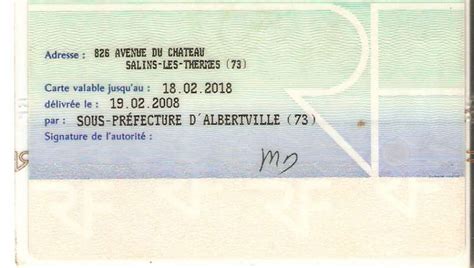 Adresse : 826 AVENUE DU CHATEAU
SALINS-LES-THERMES (73)
Carte valable jusqu'au : 18.02.2018
délivrée le : 19.02.2008
par : SOUS-PRÉFECTURE D'ALBERTVILLE (73)
Signature de l'autorité :
RF